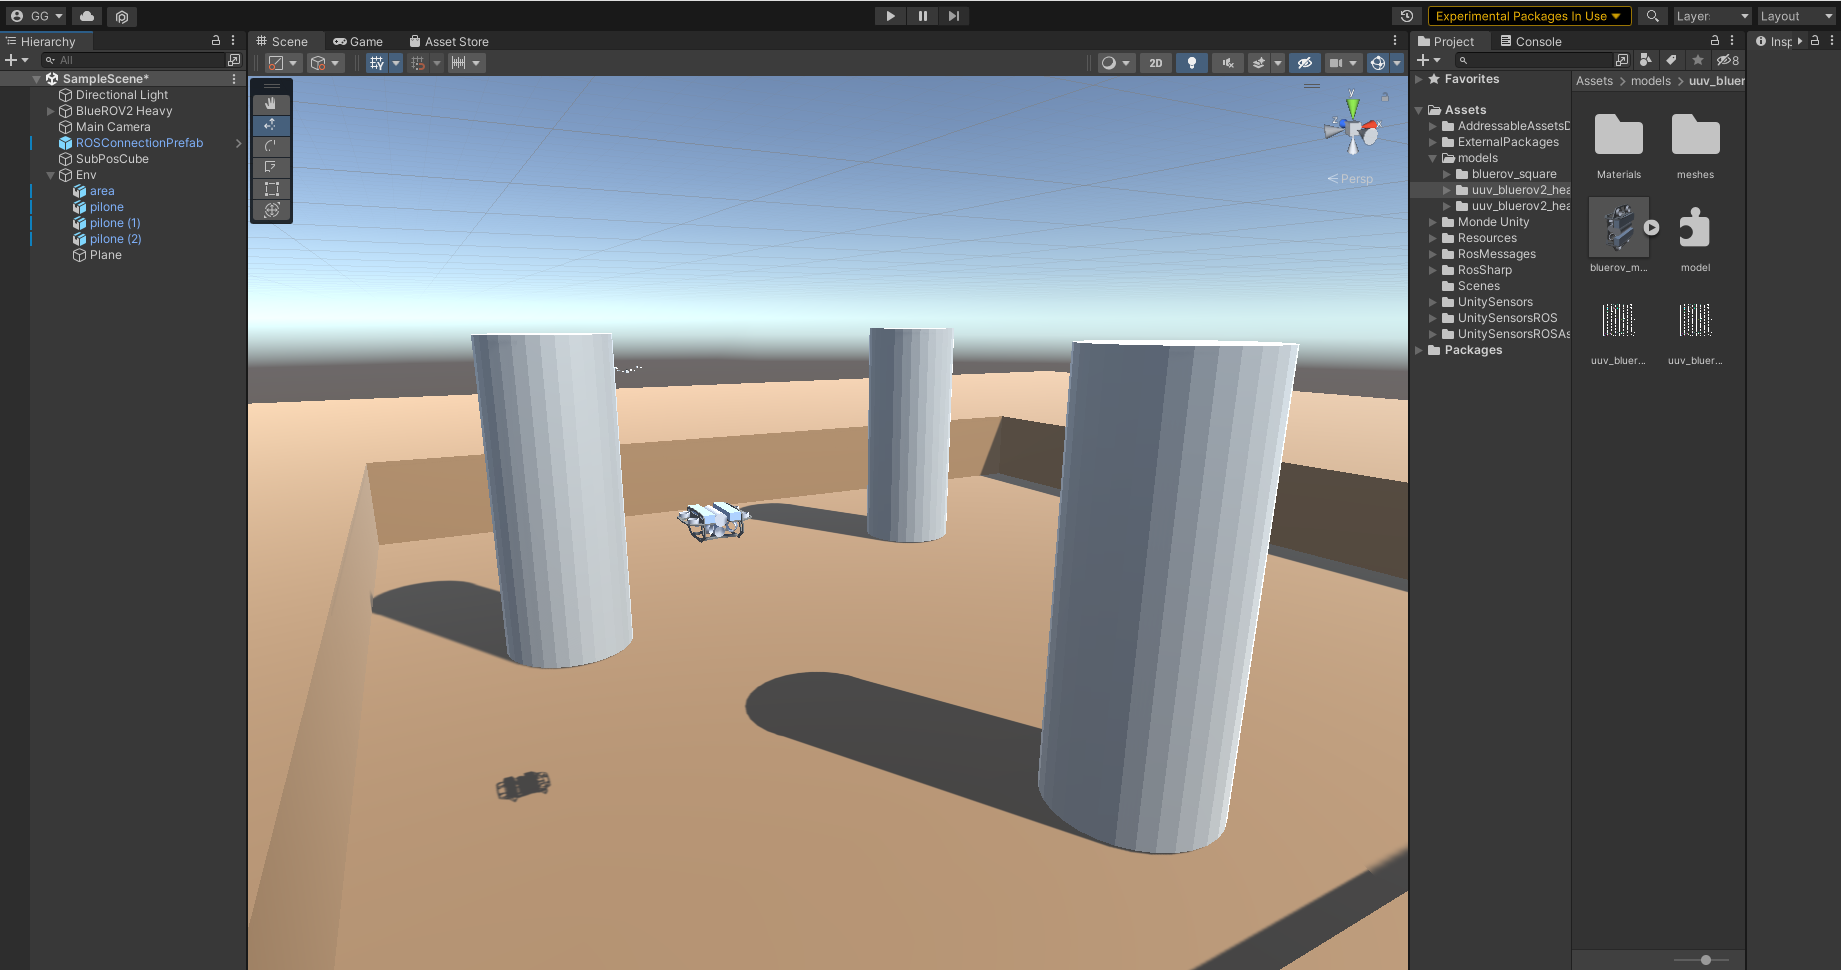 GG
Experimental Packages In Use
Layer
Layout
Hierarchy
Scene
Game
Asset Store
Project
Console
Insp
All
2D
8
SampleScene*
Directional Light
BlueROV2 Heavy
Main Camera
ROSConnectionPrefab
SubPosCube
Env
area
pilone
pilone (1)
pilone (2)
Plane
y
z
x
Persp
Favorites
Assets
AddressableAssetsD
ExternalPackages
models
bluerov_square
uuv_bluerov2_hea
uuv_bluerov2_hea
Monde Unity
Resources
RosMessages
RosSharp
Scenes
UnitySensors
UnitySensorsROS
UnitySensorsROSAs
Packages
Assets > models > uuv_bluer
Materials
meshes
bluerov_m...
model
uuv_bluer...
uuv_bluer...